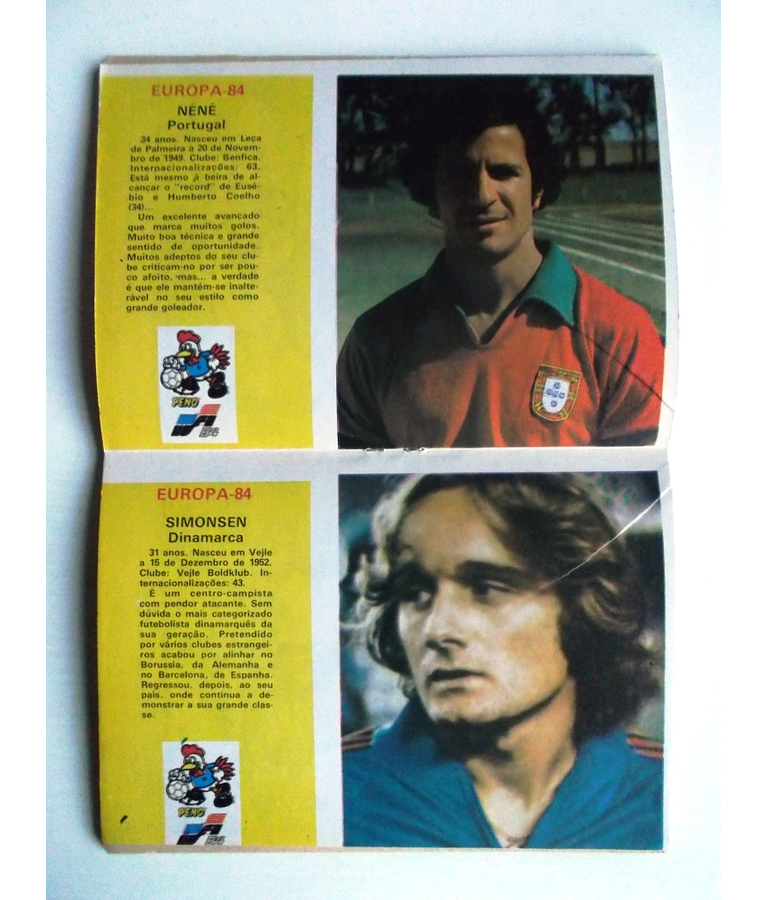 EUROPA-84
NÉNÉ
Portugal
34 anos. Nasceu em Leça
de Palmeira a 20 de Novem-
bro de 1949. Clube: Benfica.
Internacionalizações: 63.
Está mesmo à beira de al-
cançar o "record" de Eusé-
bio e Humberto Coelho
(34)...
Um excelente avançado
que marca muitos golos.
Muito boa técnica e grande
sentido de oportunidade.
Muitos adeptos do seu clu-
be criticam-no por ser pou-
co afoito, mas... a verdade
é que ele mantém-se inalte-
rável no seu estilo como
grande goleador.
PENO
EUROPA-84
SIMONSEN
Dinamarca
31 anos. Nasceu em Vejle
a 15 de Dezembro de 1952.
Clube: Vejle Boldklub. In-
ternacionalizações: 43.
É um centro-campista
com pendor atacante. Sem
dúvida o mais categorizado
futebolista dinamarquês da
sua geração. Pretendido
por vários clubes estrangei-
ros acabou por alinhar no
Borussia, da Alemanha e
no Barcelona, de Espanha.
Regressou, depois, ao seu
país, onde continua a de-
monstrar a sua grande clas-
se.
PENO